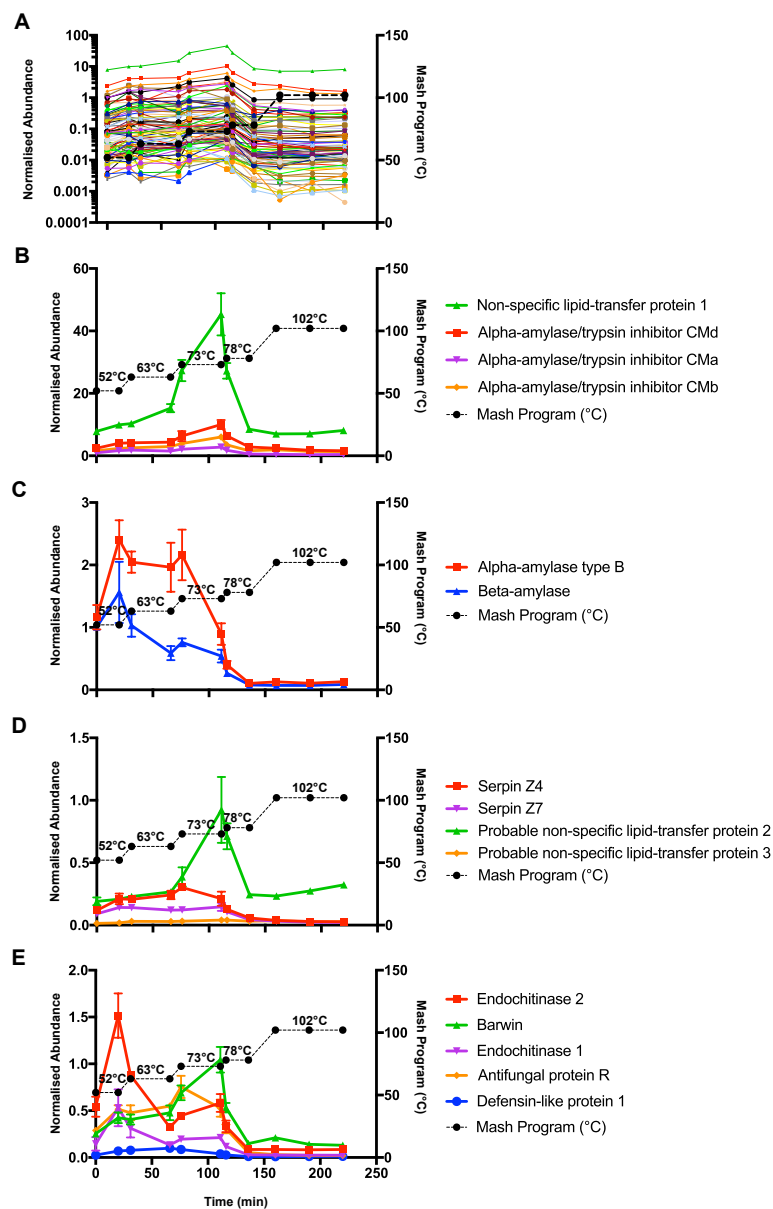 A
100
10
1
0.1
0.01
0.001
0.0001
Normalised Abundance
150
100
50
0
Mash Program (°C)
B
60
40
20
0
Normalised Abundance
52°C
63°C
73°C
78°C
102°C
150
100
50
0
Mash Program (°C)
Non-specific lipid-transfer protein 1
Alpha-amylase/trypsin inhibitor CMd
Alpha-amylase/trypsin inhibitor CMa
Alpha-amylase/trypsin inhibitor CMb
Mash Program (°C)
C
3
2
1
0
Normalised Abundance
52°C
63°C
73°C
78°C
102°C
150
100
50
0
Mash Program (°C)
Alpha-amylase type B
Beta-amylase
Mash Program (°C)
D
1.5
1.0
0.5
0.0
Normalised Abundance
52°C
63°C
73°C
78°C
102°C
150
100
50
0
Mash Program (°C)
Serpin Z4
Serpin Z7
Probable non-specific lipid-transfer protein 2
Probable non-specific lipid-transfer protein 3
Mash Program (°C)
E
2.0
1.5
1.0
0.5
0.0
Normalised Abundance
52°C
63°C
73°C
78°C
102°C
150
100
50
0
Mash Program (°C)
Endochitinase 2
Barwin
Endochitinase 1
Antifungal protein R
Defensin-like protein 1
Mash Program (°C)
0 50 100 150 200 250
Time (min)